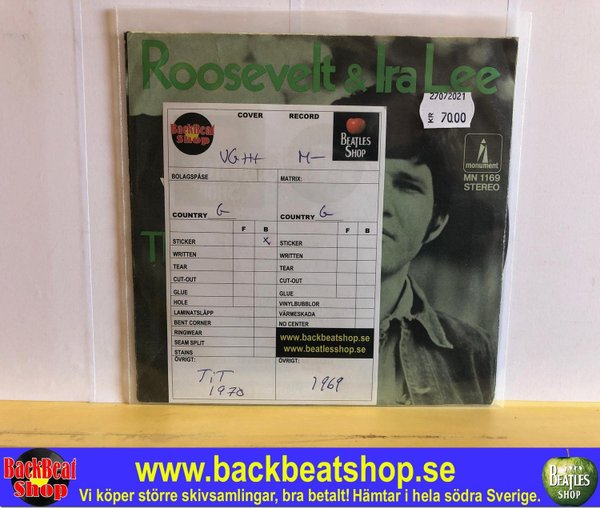 Roosevelt & Ira Lee
27072021
KR 70.00
monument
MN 1169
STEREO
T
BackBeat
Shop
COVER
RECORD
BEATLES
SHOP
VG++
M-
BOLAGSPÅSE
MATRIX:
COUNTRY G
COUNTRY G
F B
F B
STICKER x
STICKER
WRITTEN
WRITTEN
TEAR
TEAR
CUT-OUT
CUT-OUT
GLUE
GLUE
HOLE
VINYLBUBBLOR
LAMINATSLÄPP
VÄRMESKADA
BENT CORNER
NO CENTER
RINGWEAR
SEAM SPLIT
STAINS
www.backbeatshop.se
www.beatlesshop.se
ÖVRIGT:
ÖVRIGT:
TiT
1970
1969
BackBeat
Shop
www.backbeatshop.se
Vi köper större skivsamlingar, bra betalt! Hämtar i hela södra Sverige.
BEATLES
SHOP